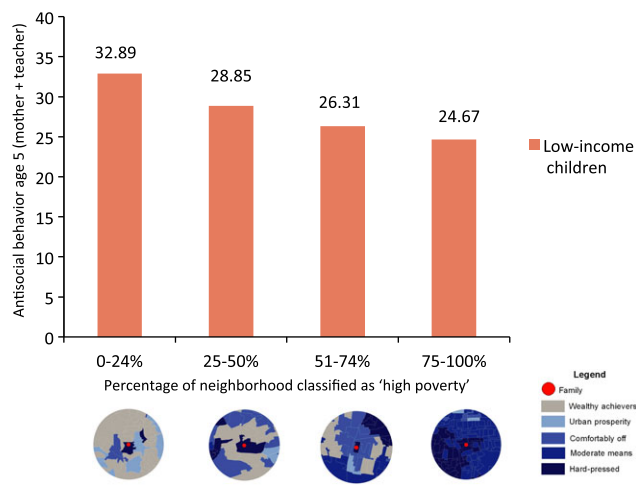 Antisocial behavior age 5 (mother + teacher)
40
35
30
25
20
15
10
5
0
32.89
28.85
26.31
24.67
Low-income
children
0-24%
25-50%
51-74%
75-100%
Percentage of neighborhood classified as ‘high poverty’
Legend
Family
Wealthy achievers
Urban prosperity
Comfortably off
Moderate means
Hard-pressed